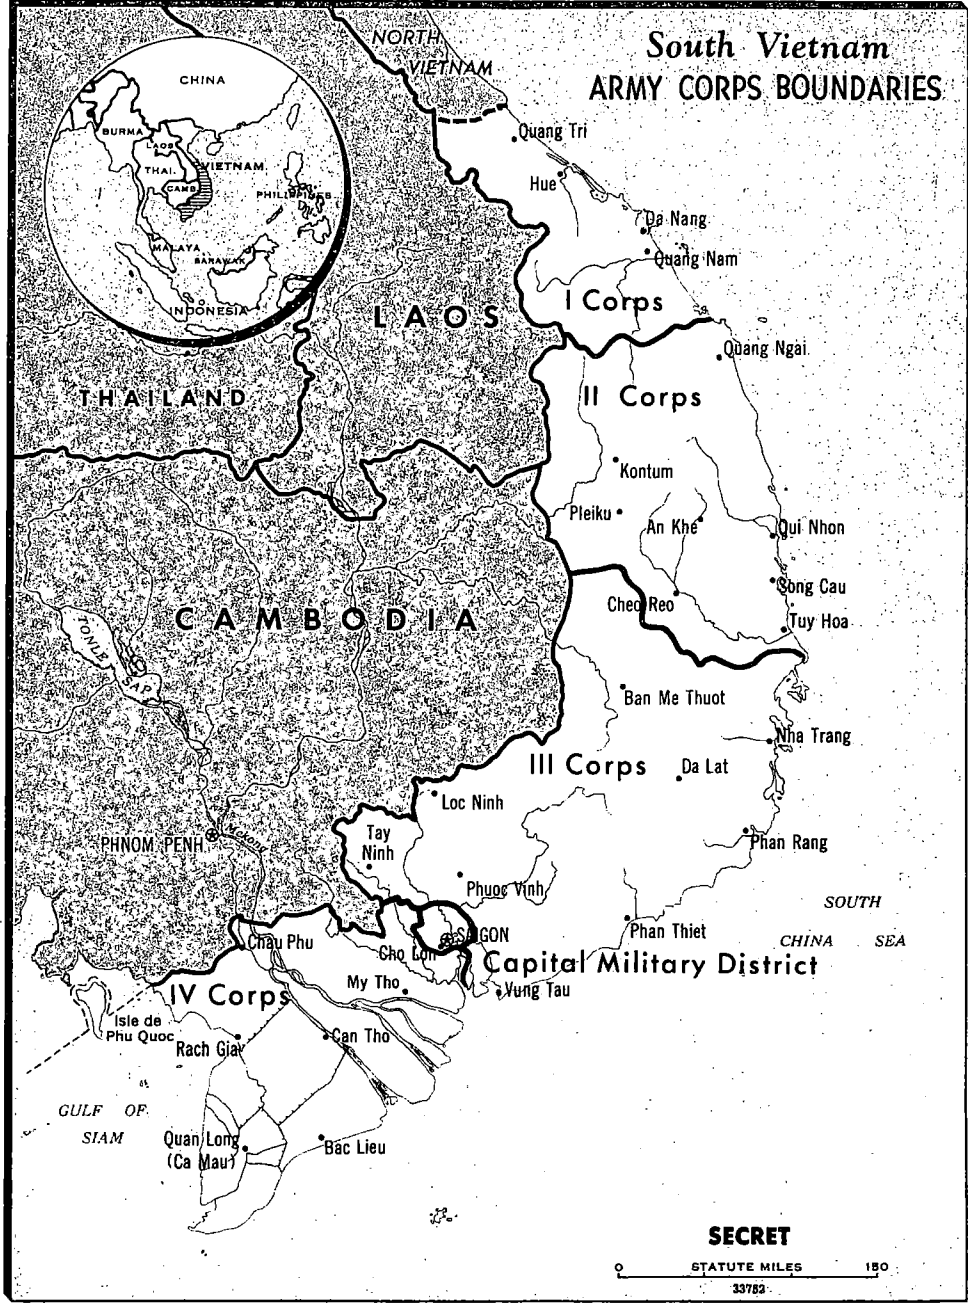 South Vietnam
ARMY CORPS BOUNDARIES
NORTH
VIETNAM
CHINA
BURMA
LAOS
THAI.
VIETNAM
CAMB.
PHILIPPINES
MALAYA
SARAWAK
INDONESIA
Quang Tri
Hue
Da Nang
Quang Nam
I Corps
LAOS
Quang Ngai
THAILAND
II Corps
Kontum
Pleiku
An Khe
Qui Nhon
Song Cau
Cheo Reo
Tuy Hoa
CAMBODIA
TONLE
SAP
Ban Me Thuot
Nha Trang
III Corps
Da Lat
Loc Ninh
PHNOM PENH
Mekong
Tay
Ninh
Phan Rang
Phuoc Vinh
SOUTH
CHINA SEA
Phan Thiet
SAIGON
Chau Phu
Cho Lon
Capital Military District
My Tho
Vung Tau
IV Corps
Isle de
Phu Quoc
Rach Gia
Can Tho
GULF OF
SIAM
Quan Long
(Ca Mau)
Bac Lieu
SECRET
0 STATUTE MILES 150
33752